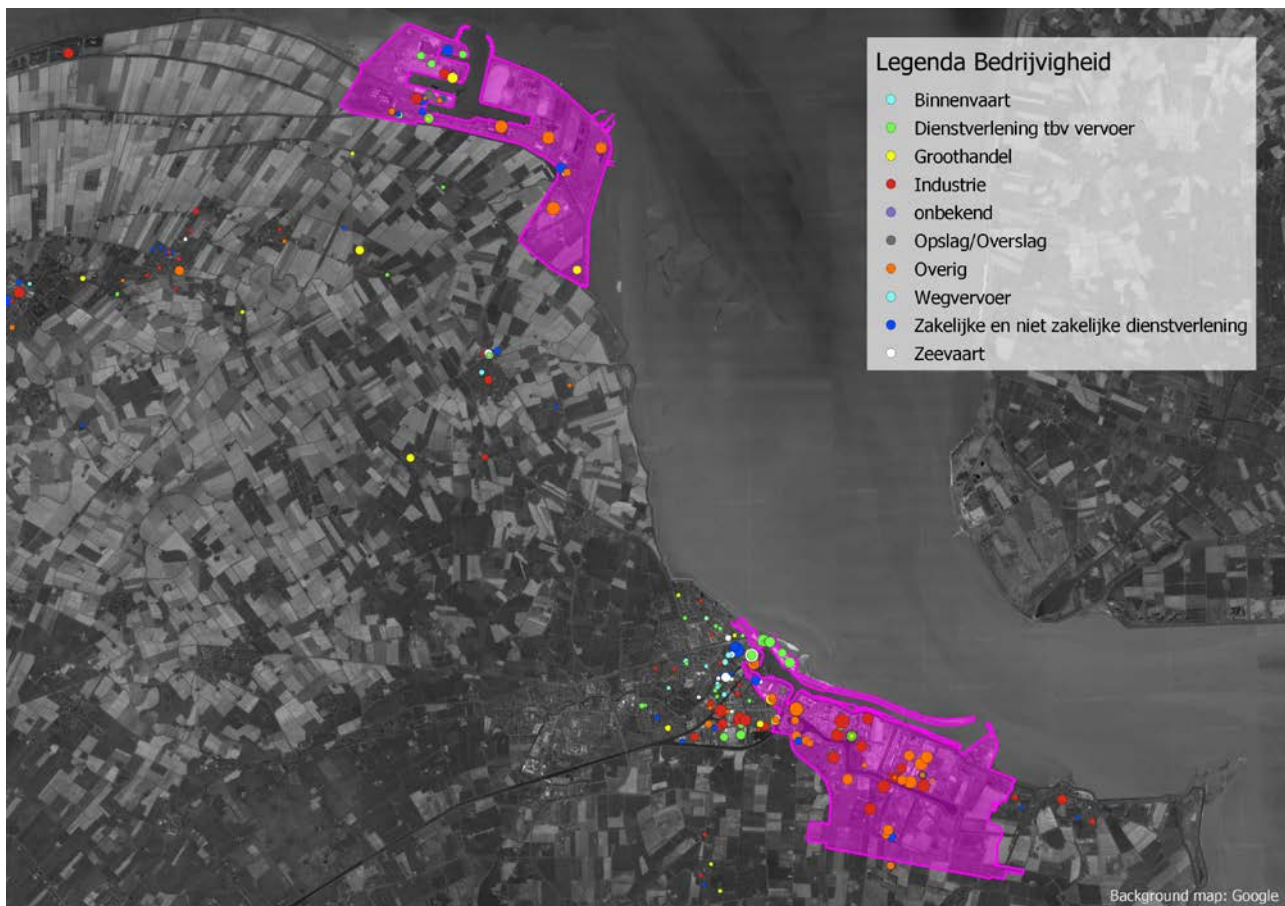 Legenda Bedrijvigheid
Binnenvaart
Dienstverlening tbv vervoer
Groothandel
Industrie
onbekend
Opslag/Overslag
Overig
Wegvervoer
Zakelijke en niet zakelijke dienstverlening
Zeevaart
Background map: Google